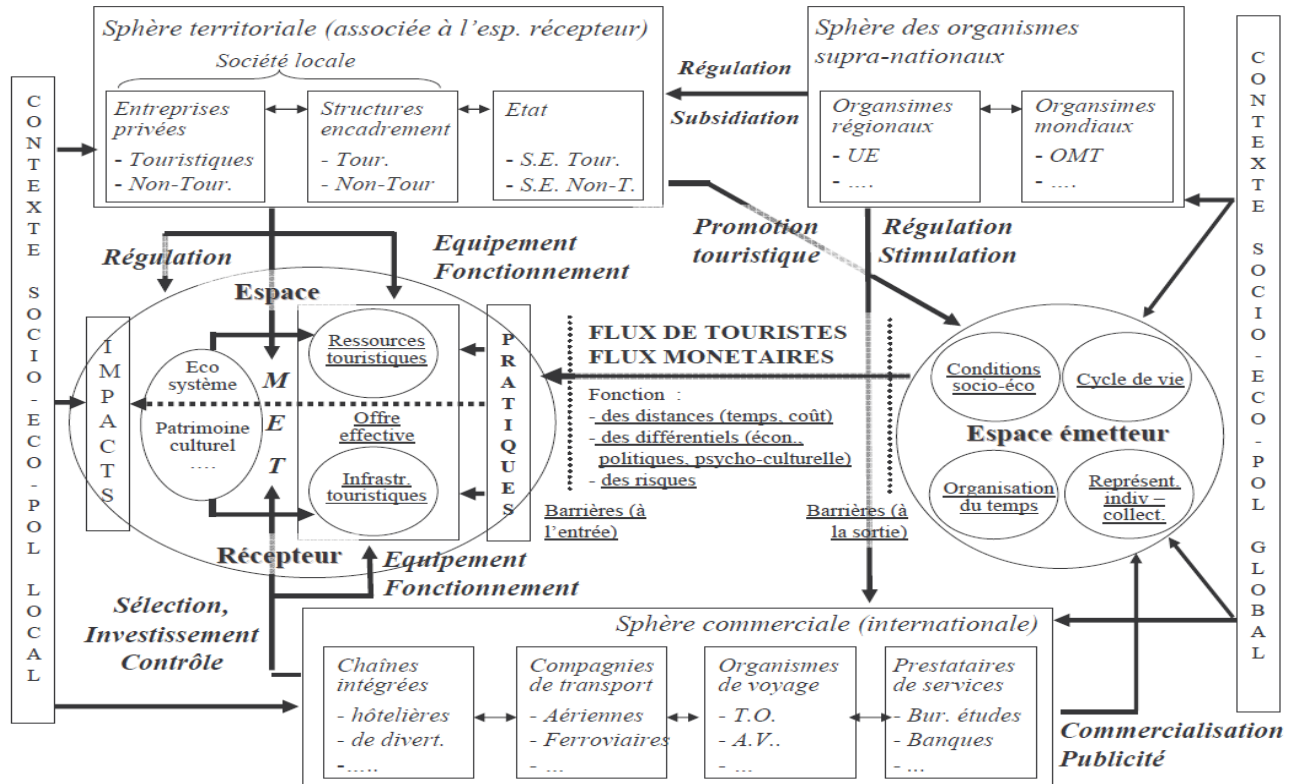 CONTEXTE SOCIO-ECO-POL LOCAL
Sphère territoriale (associée à l'esp. récepteur)
Société locale
Entreprises
privées
- Touristiques
- Non-Tour.
Structures
encadrement
- Tour.
- Non-Tour
Etat
- S.E. Tour.
- S.E. Non-T.
Régulation
Subsidiation
Sphère des organismes
supra-nationaux
Organsimes
régionaux
- UE
- ....
Organsimes
mondiaux
- OMT
- ....
CONTEXTE SOCIO-ECO-POL GLOBAL
Régulation
Equipement
Fonctionnement
Promotion
touristique
Régulation
Stimulation
Espace
IMPACTS
Eco
système
Patrimoine
culturel
....
MET
Ressources
touristiques
Offre
effective
Infrastr.
touristiques
PRATIQUES
Récepteur
FLUX DE TOURISTES
FLUX MONETAIRES
Fonction :
- des distances (temps, coût)
- des différentiels (écon.,
politiques, psycho-culturelle)
- des risques
Barrières (à
l'entrée)
Barrières (à
la sortie)
Conditions
socio-éco
Cycle de vie
Espace émetteur
Organisation
du temps
Représent.
indiv –
collect.
Equipement
Fonctionnement
Sélection,
Investissement
Contrôle
Sphère commerciale (internationale)
Chaînes
intégrées
- hôtelières
- de divert.
-.....
Compagnies
de transport
- Aériennes
- Ferroviaires
- ...
Organismes
de voyage
- T.O.
- A.V..
- ...
Prestataires
de services
- Bur. études
- Banques
- ...
Commercialisation
Publicité